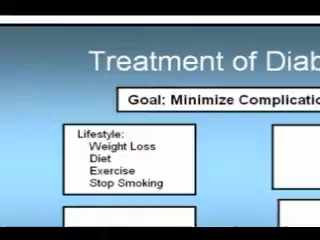 Treatment of Diab
Goal: Minimize Complicatio
Lifestyle:
Weight Loss
Diet
Exercise
Stop Smoking